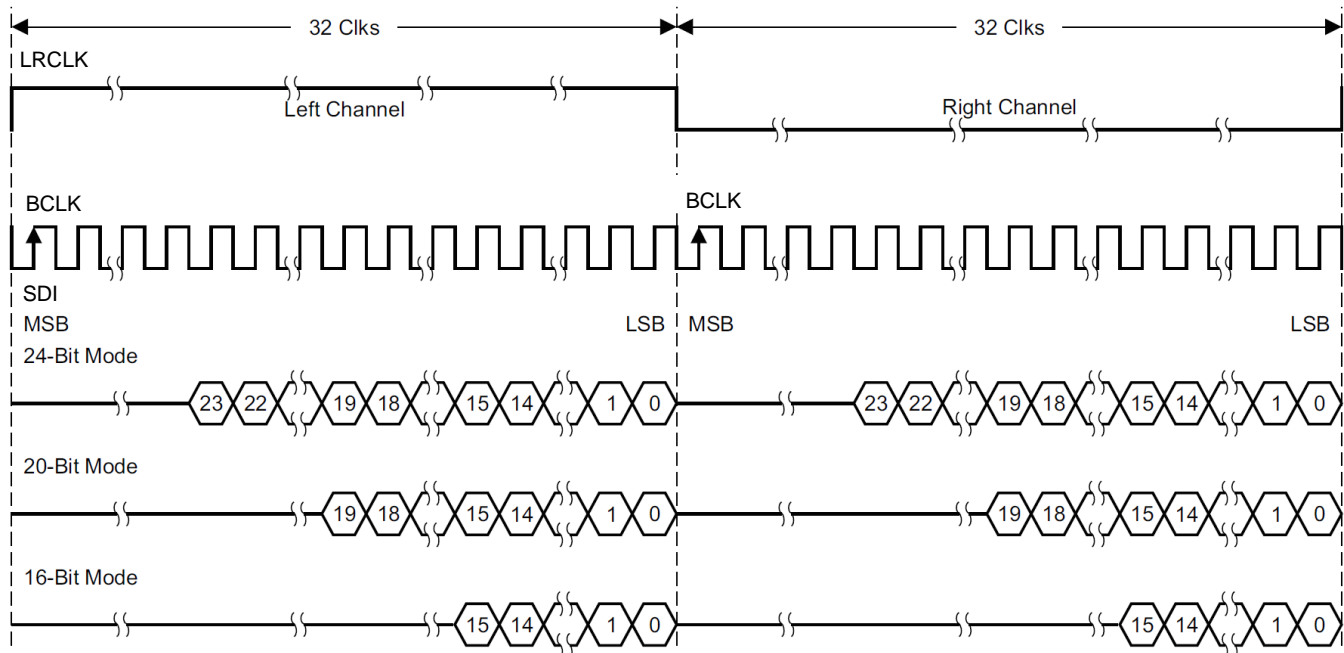 32 Clks 32 Clks
LRCLK
Left Channel Right Channel
BCLK BCLK
SDI
MSB LSB MSB LSB
24-Bit Mode
23 22 19 18 15 14 1 0 23 22 19 18 15 14 1 0
20-Bit Mode
19 18 15 14 1 0 19 18 15 14 1 0
16-Bit Mode
15 14 1 0 15 14 1 0